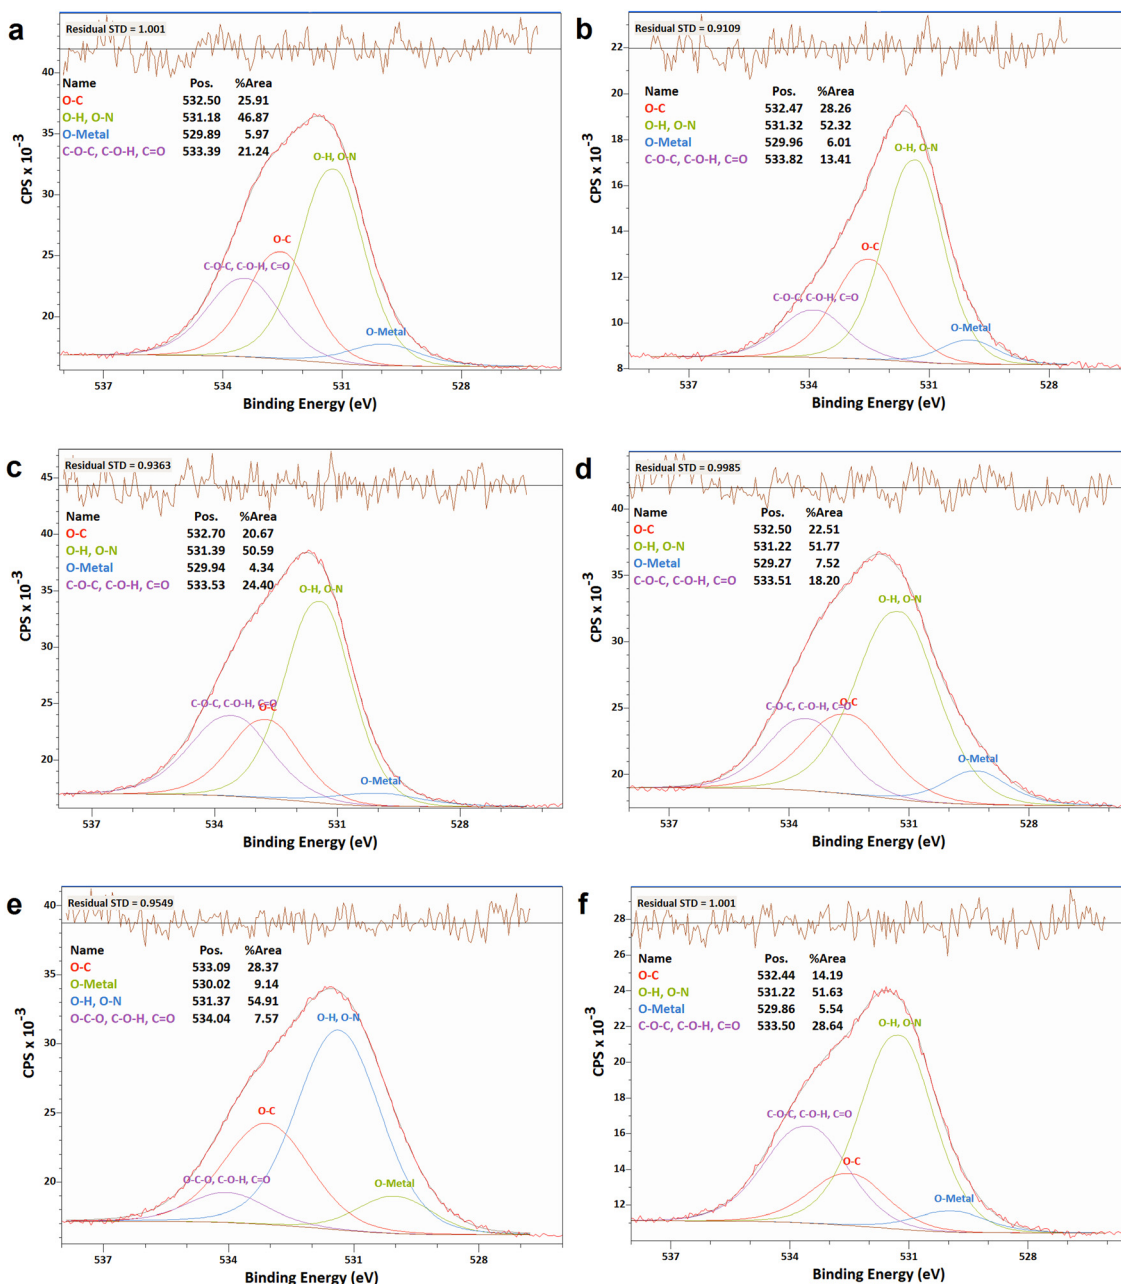 a
Residual STD = 1.001
40
Name Pos. %Area
O-C 532.50 25.91
O-H, O-N 531.18 46.87
O-Metal 529.89 5.97
C-O-C, C-O-H, C=O 533.39 21.24
35
30
25
20
CPS x 10⁻³
O-H, O-N
O-C
C-O-C, C-O-H, C=O
O-Metal
537 534 531 528
Binding Energy (eV)
b
Residual STD = 0.9109
22
20
Name Pos. %Area
O-C 532.47 28.26
O-H, O-N 531.32 52.32
O-Metal 529.96 6.01
C-O-C, C-O-H, C=O 533.82 13.41
18
16
14
12
10
8
CPS x 10⁻³
O-H, O-N
O-C
C-O-C, C-O-H, C=O
O-Metal
537 534 531 528
Binding Energy (eV)
c
Residual STD = 0.9363
45
Name Pos. %Area
O-C 532.70 20.67
O-H, O-N 531.39 50.59
O-Metal 529.94 4.34
C-O-C, C-O-H, C=O 533.53 24.40
40
35
30
25
20
CPS x 10⁻³
O-H, O-N
C-O-C, C-O-H, C=O
O-C
O-Metal
537 534 531 528
Binding Energy (eV)
d
Residual STD = 0.9985
40
Name Pos. %Area
O-C 532.50 22.51
O-H, O-N 531.22 51.77
O-Metal 529.27 7.52
C-O-C, C-O-H, C=O 533.51 18.20
35
30
25
20
CPS x 10⁻³
O-H, O-N
O-C
C-O-C, C-O-H, C=O
O-Metal
537 534 531 528
Binding Energy (eV)
e
Residual STD = 0.9549
40
Name Pos. %Area
O-C 533.09 28.37
O-Metal 530.02 9.14
O-H, O-N 531.37 54.91
O-C-O, C-O-H, C=O 534.04 7.57
35
30
25
20
CPS x 10⁻³
O-H, O-N
O-C
O-C-O, C-O-H, C=O
O-Metal
537 534 531 528
Binding Energy (eV)
f
Residual STD = 1.001
28
26
Name Pos. %Area
O-C 532.44 14.19
O-H, O-N 531.22 51.63
O-Metal 529.86 5.54
C-O-C, C-O-H, C=O 533.50 28.64
24
22
20
18
16
14
12
CPS x 10⁻³
O-H, O-N
C-O-C, C-O-H, C=O
O-C
O-Metal
537 534 531 528
Binding Energy (eV)